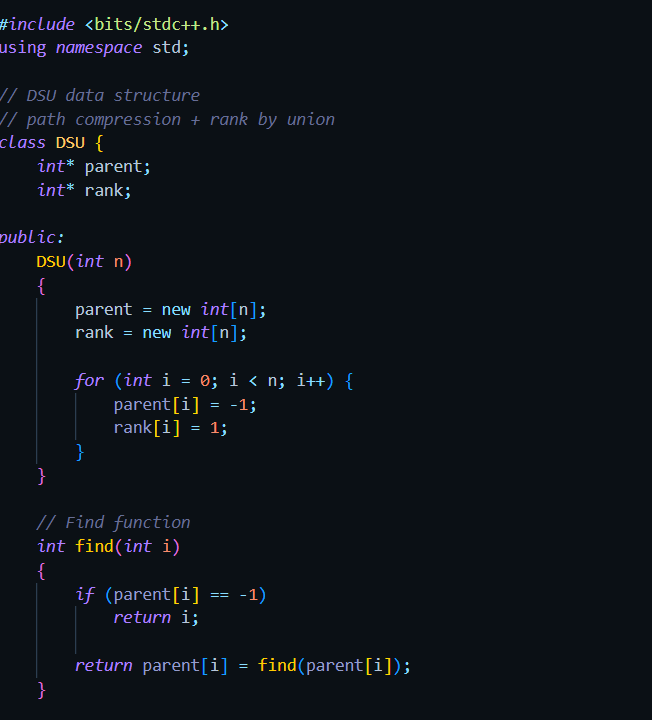 #include <bits/stdc++.h>
using namespace std;
// DSU data structure
// path compression + rank by union
class DSU {
int* parent;
int* rank;
public:
DSU(int n)
{
parent = new int[n];
rank = new int[n];
for (int i = 0; i < n; i++) {
parent[i] = -1;
rank[i] = 1;
}
}
// Find function
int find(int i)
{
if (parent[i] == -1)
return i;
return parent[i] = find(parent[i]);
}